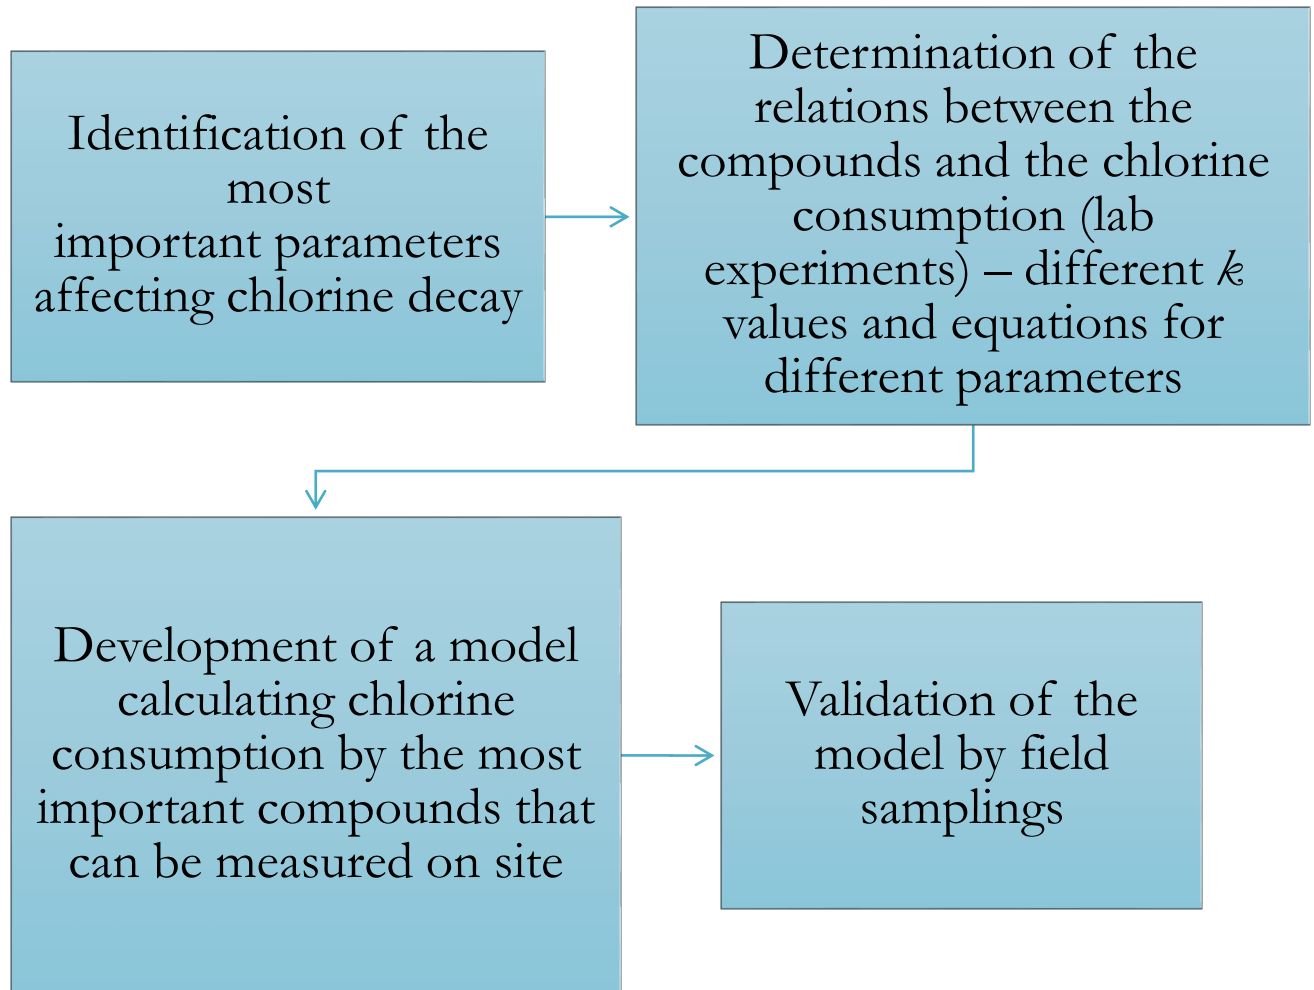 Identification of the
most
important parameters
affecting chlorine decay
Determination of the
relations between the
compounds and the chlorine
consumption (lab
experiments) – different k
values and equations for
different parameters
Development of a model
calculating chlorine
consumption by the most
important compounds that
can be measured on site
Validation of the
model by field
samplings